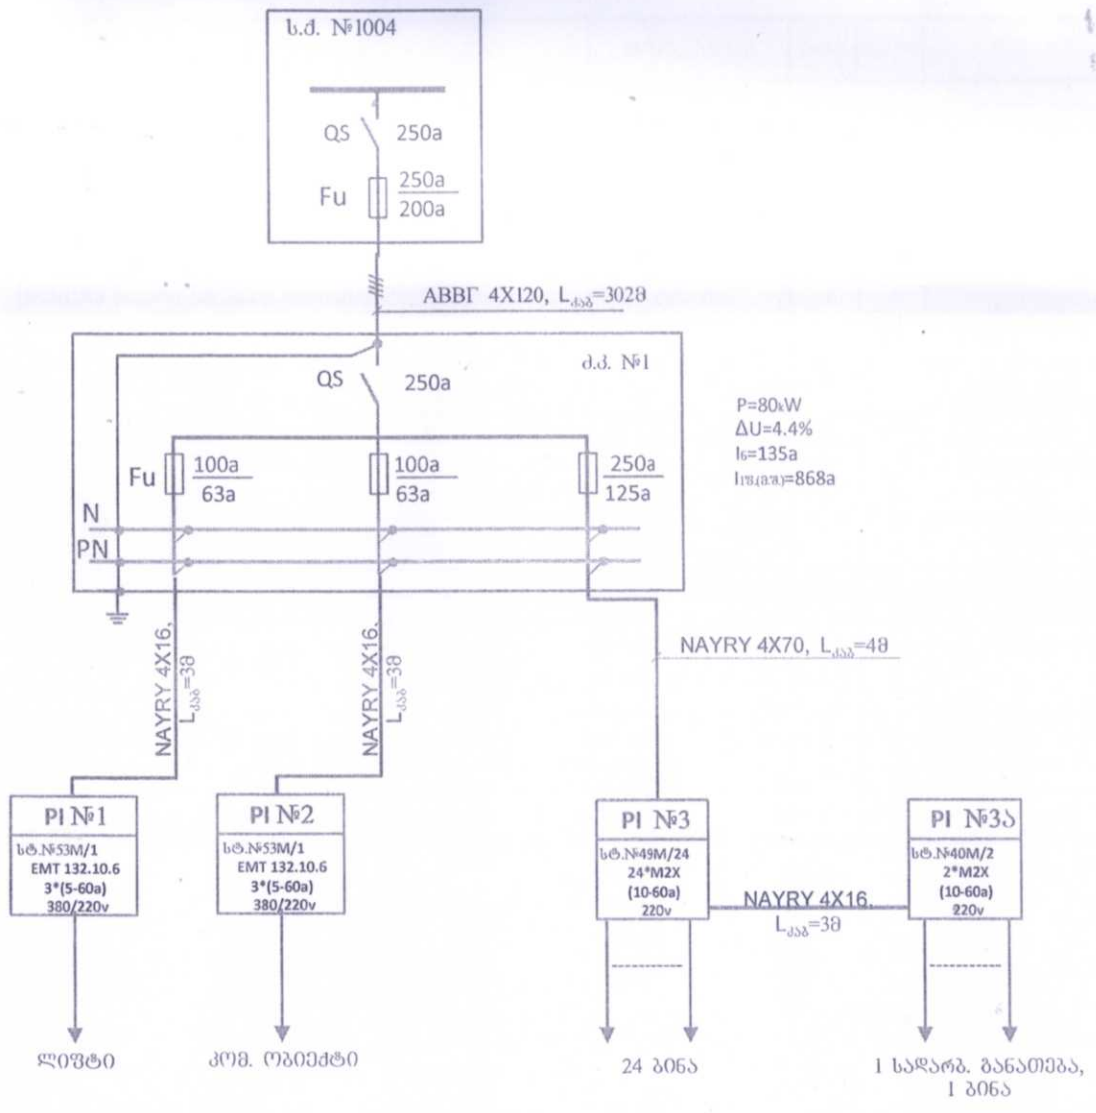 ს.ძ. №1004
QS 250a
Fu 250a
200a
АВВГ 4X120, Lკაბ=302მ
QS 250a
Fu 100a
63a
100a
63a
250a
125a
N
PN
P=80kW
ΔU=4.4%
=135a
=868a
NAYRY 4X16,
Lკაბ=3მ
NAYRY 4X16,
Lკაბ=3მ
NAYRY 4X70, Lკაბ=4მ
PI №1
სტ.№53M/1
EMT 132.10.6
3*(5-60a)
380/220v
PI №2
სტ.№53M/1
EMT 132.10.6
3*(5-60a)
380/220v
PI №3
სტ.№49M/24
24*M2X
(10-60a)
220v
PI №3ა
სტ.№40M/2
2*M2X
(10-60a)
220v
NAYRY 4X16,
Lკაბ=3მ
ლიფტი
კომ. ობიექტი
24 ბინა
1 სადარბ. განათება,
1 ბინა